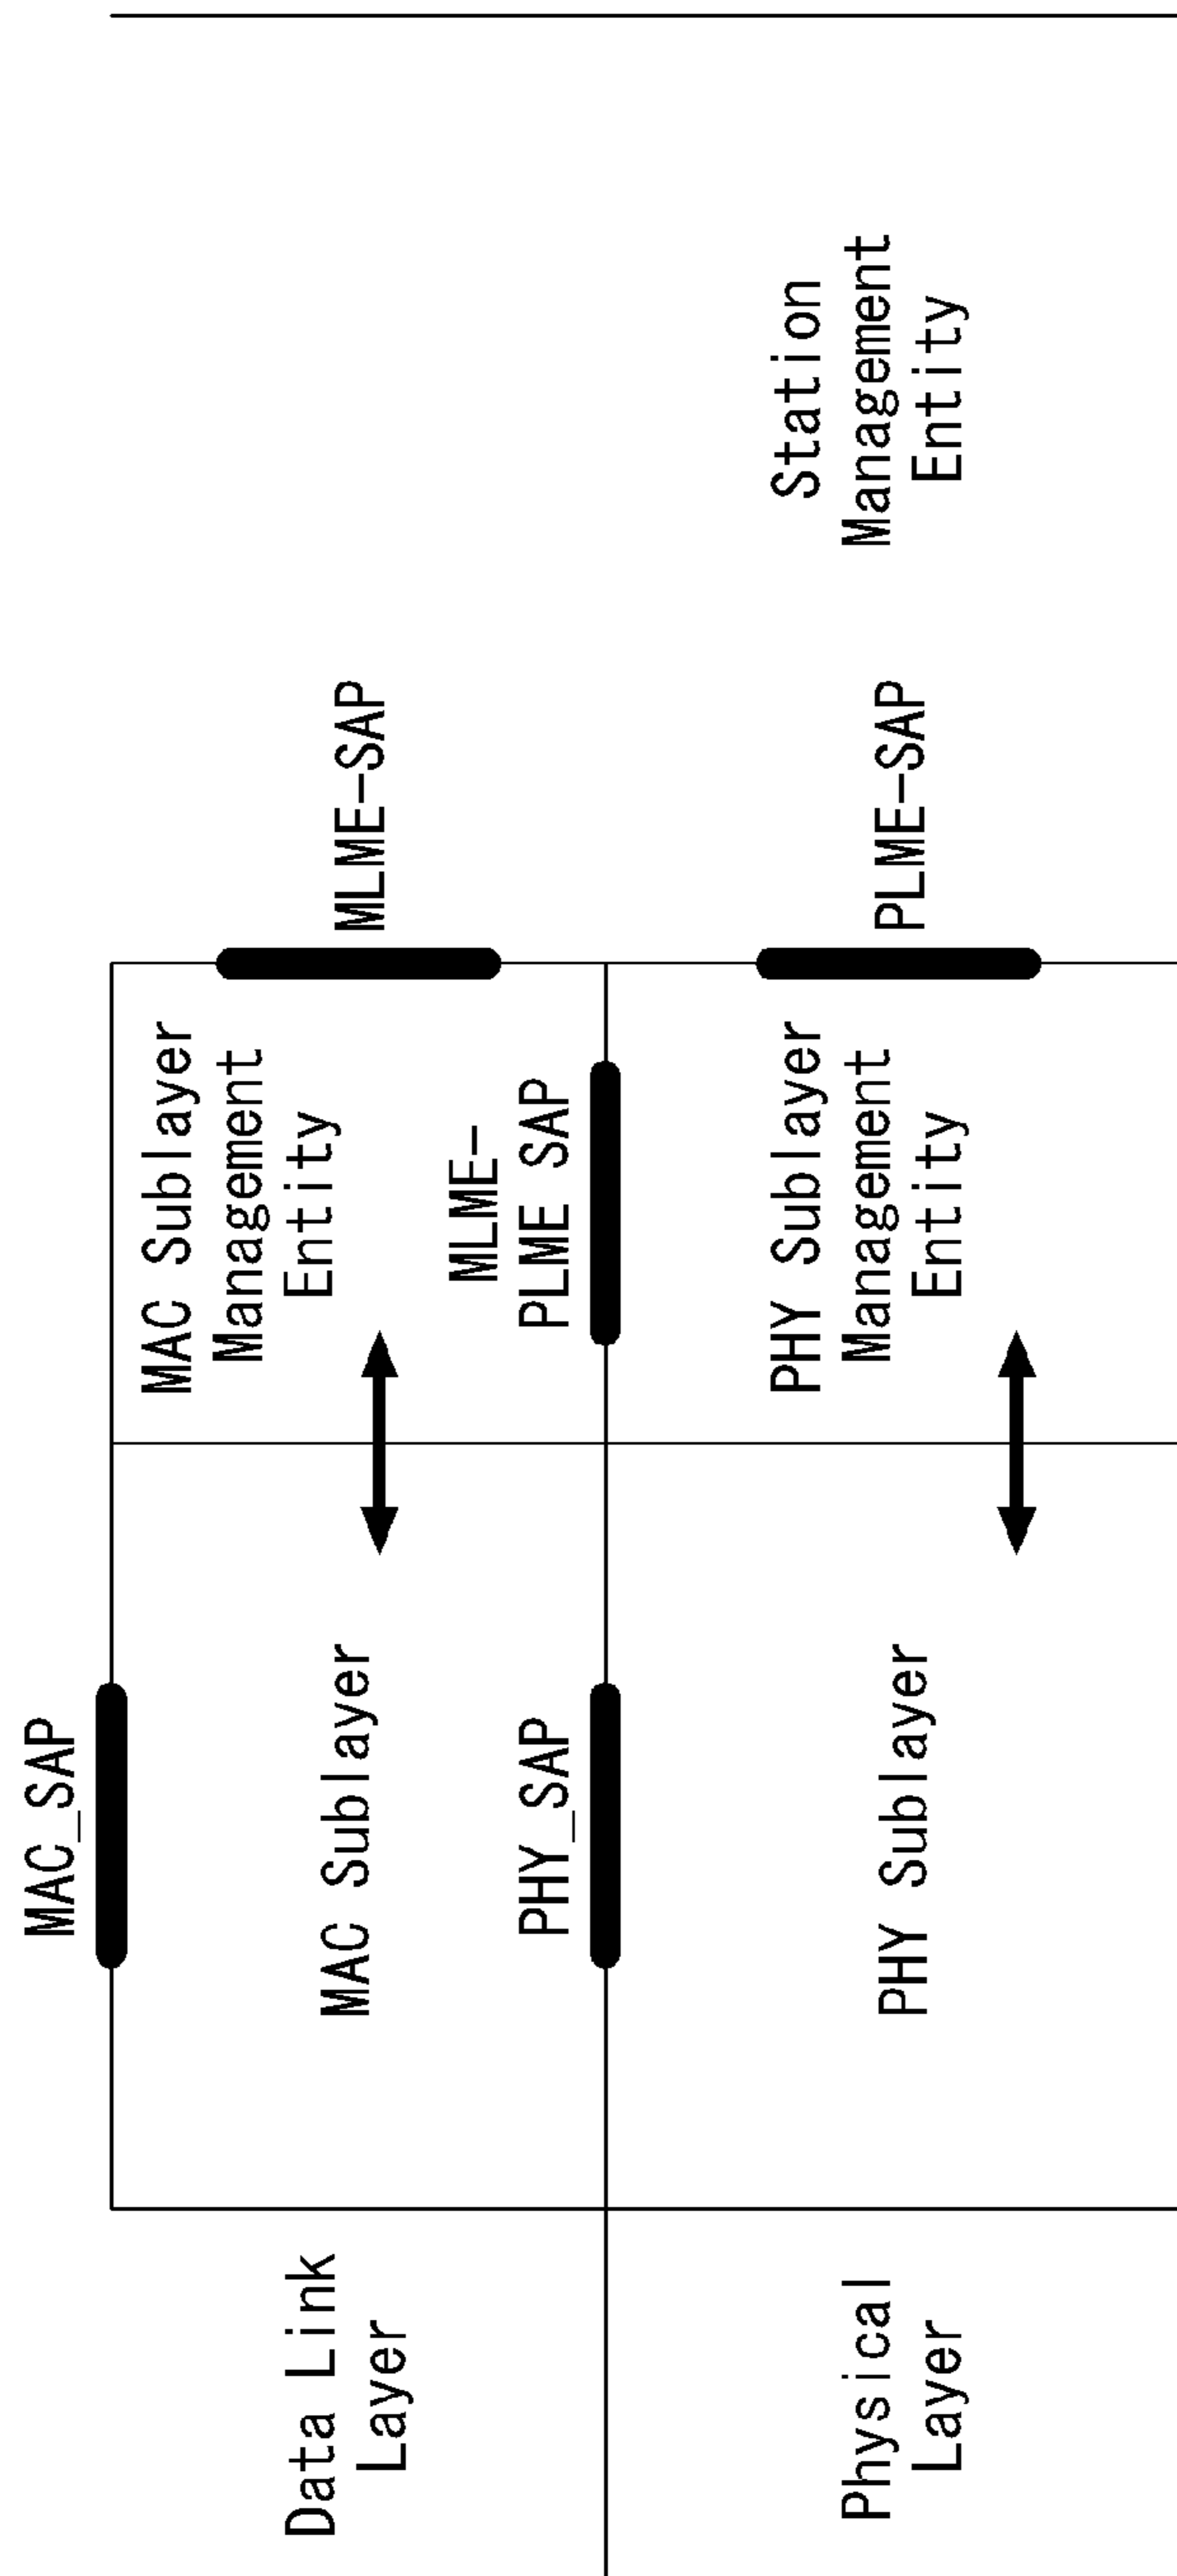 MAC_SAP
Data Link
Layer
MAC Sublayer
MAC Sublayer
Management
Entity
MLME-SAP
PHY_SAP
MLME-
PLME SAP
Physical
Layer
PHY Sublayer
PHY Sublayer
Management
Entity
PLME-SAP
Station
Management
Entity